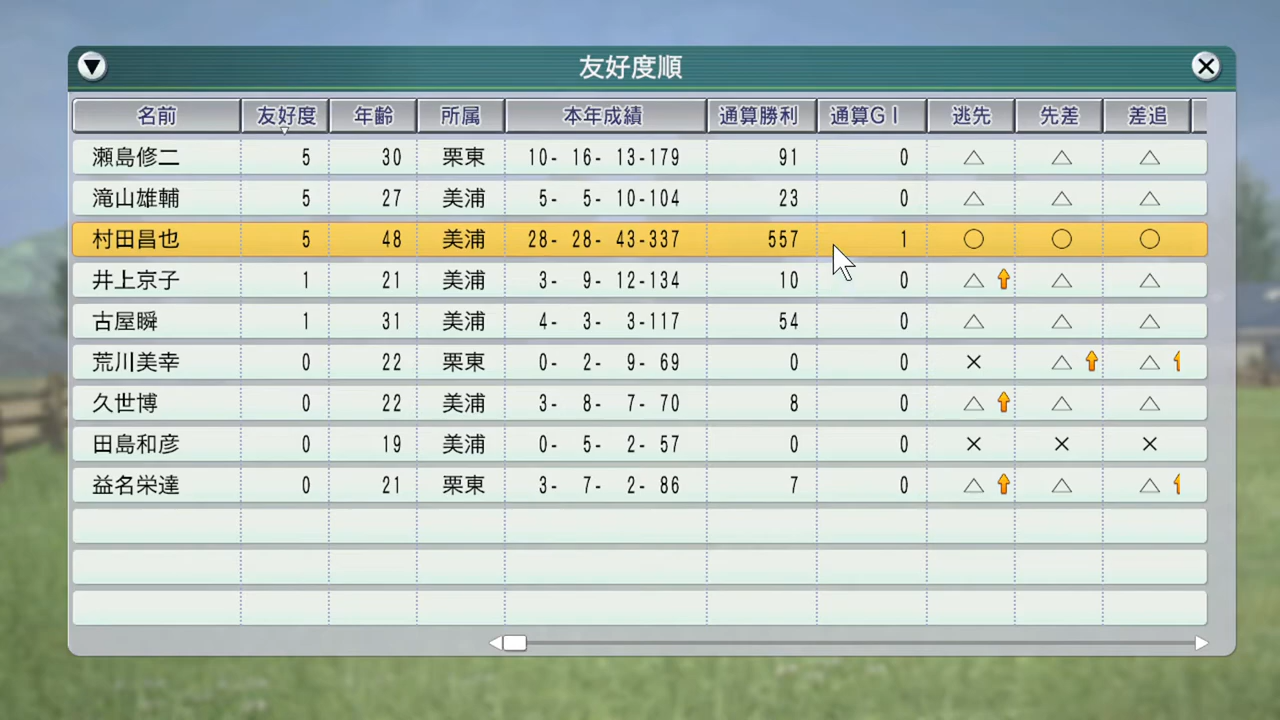 友好度順
名前 友好度 年齢 所属 本年成績 通算勝利 通算GⅠ 逃先 先差 差追
瀬島修二 5 30 栗東 10- 16- 13-179 91 0 △ △ △
滝山雄輔 5 27 美浦 5- 5- 10-104 23 0 △ △ △
村田昌也 5 48 美浦 28- 28- 43-337 557 1 ○ ○ ○
井上京子 1 21 美浦 3- 9- 12-134 10 0 △ △ △
古屋瞬 1 31 美浦 4- 3- 3-117 54 0 △ △ △
荒川美幸 0 22 栗東 0- 2- 9- 69 0 0 × △ △
久世博 0 22 美浦 3- 8- 7- 70 8 0 △ △ △
田島和彦 0 19 美浦 0- 5- 2- 57 0 0 × × ×
益名栄達 0 21 栗東 3- 7- 2- 86 7 0 △ △ △